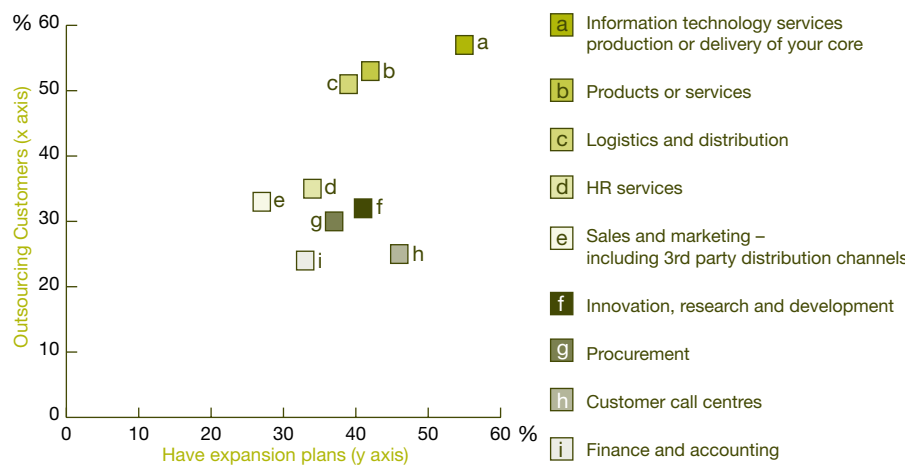 % 60
50
40
30
20
10
0
Outsourcing Customers (x axis)
0 10 20 30 40 50 60 %
Have expansion plans (y axis)
a
b
c
d
e
f
g
h
i
a Information technology services
production or delivery of your core
b Products or services
c Logistics and distribution
d HR services
e Sales and marketing –
including 3rd party distribution channels
f Innovation, research and development
g Procurement
h Customer call centres
i Finance and accounting